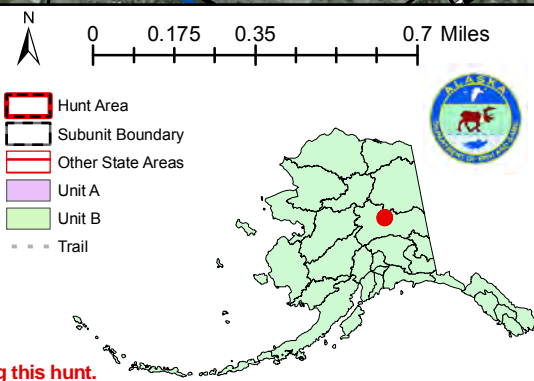 N
0 0.175 0.35 0.7 Miles
ALASKA
Hunt Area
Subunit Boundary
Other State Areas
Unit A
Unit B
Trail
this hunt.